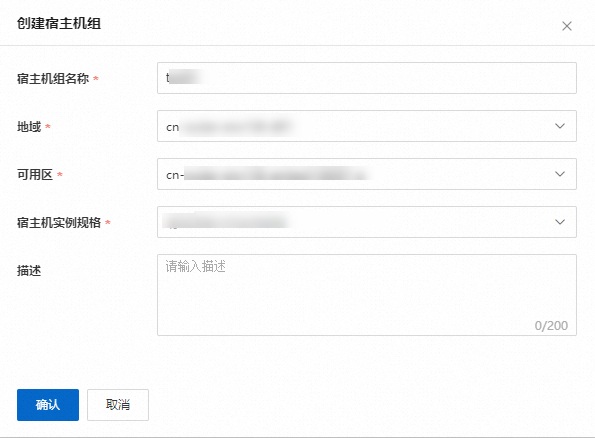 创建宿主机组
宿主机组名称 *
地域 *
cn
可用区 *
cn-
宿主机实例规格 *
描述
请输入描述
0/200
确认 取消